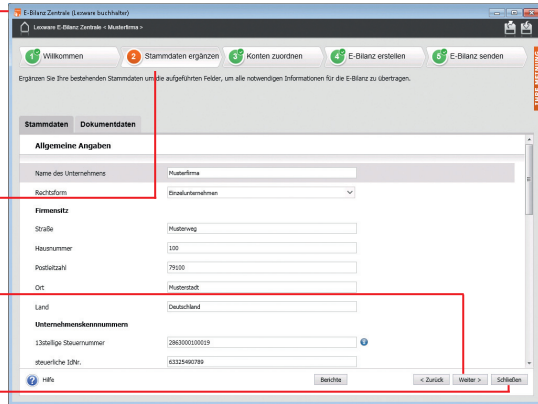 E-Bilanz Zentrale (Lexware buchhalter)
Lexware E-Bilanz Zentrale < Musterfirma >
1 Willkommen
2 Stammdaten ergänzen
3 Konten zuordnen
4 E-Bilanz erstellen
5 E-Bilanz senden
Ergänzen Sie Ihre bestehenden Stammdaten um die aufgeführten Felder, um alle notwendigen Informationen für die E-Bilanz zu übertragen.
IHRE MEINUNG
Stammdaten Dokumentdaten
Allgemeine Angaben
Name des Unternehmens Musterfirma
Rechtsform Einzelunternehmen
Firmensitz
Straße Musterweg
Hausnummer 100
Postleitzahl 79100
Ort Musterstadt
Land Deutschland
Unternehmenskennnummern
13stellige Steuernummer 2863000100019
steuerliche IdNr. 63325490789
? Hilfe Berichte < Zurück Weiter > Schließen